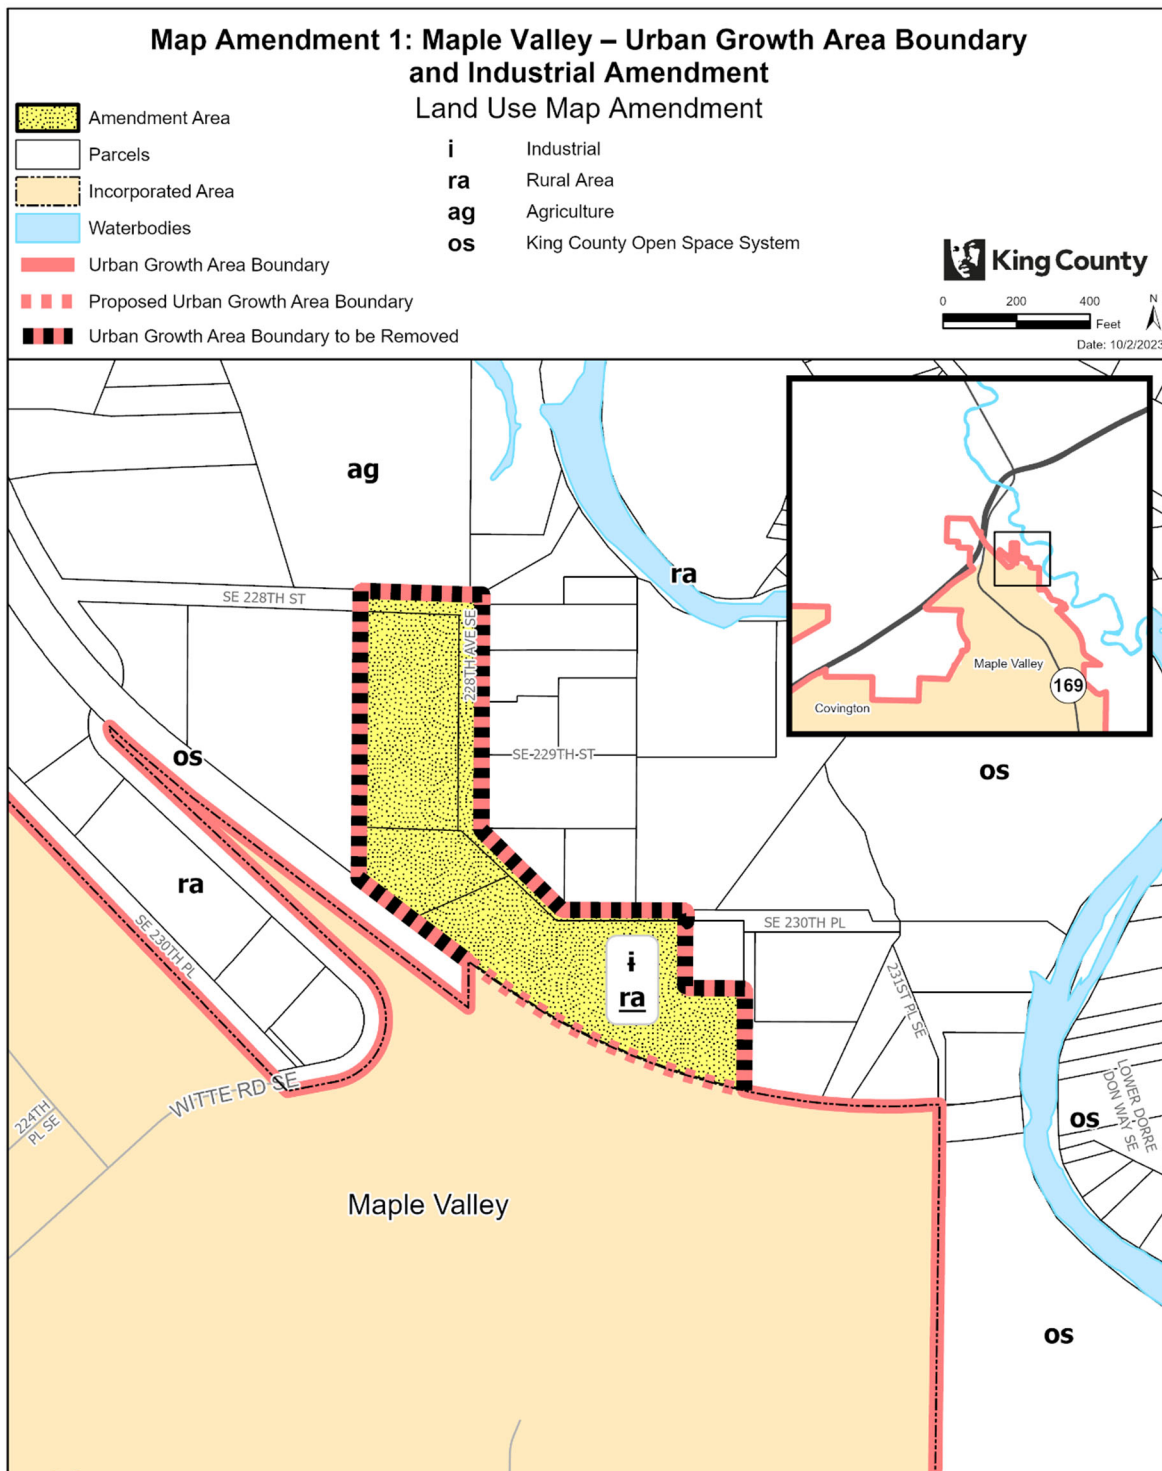 Map Amendment 1: Maple Valley – Urban Growth Area Boundary
and Industrial Amendment
Land Use Map Amendment
Amendment Area
Parcels
Incorporated Area
Waterbodies
Urban Growth Area Boundary
Proposed Urban Growth Area Boundary
Urban Growth Area Boundary to be Removed
i Industrial
ra Rural Area
ag Agriculture
os King County Open Space System
King County
0 200 400
Feet
N
Date: 10/2/2023
ag
ra
SE 228TH ST
228TH AVE SE
Maple Valley
169
Covington
os
SE 229TH ST
os
ra
SE 230TH PL
SE 230TH PL
i
ra
231ST PL SE
WITTE RD SE
224TH
PL SE
LOWER DORRE
DON WAY SE
os
Maple Valley
os